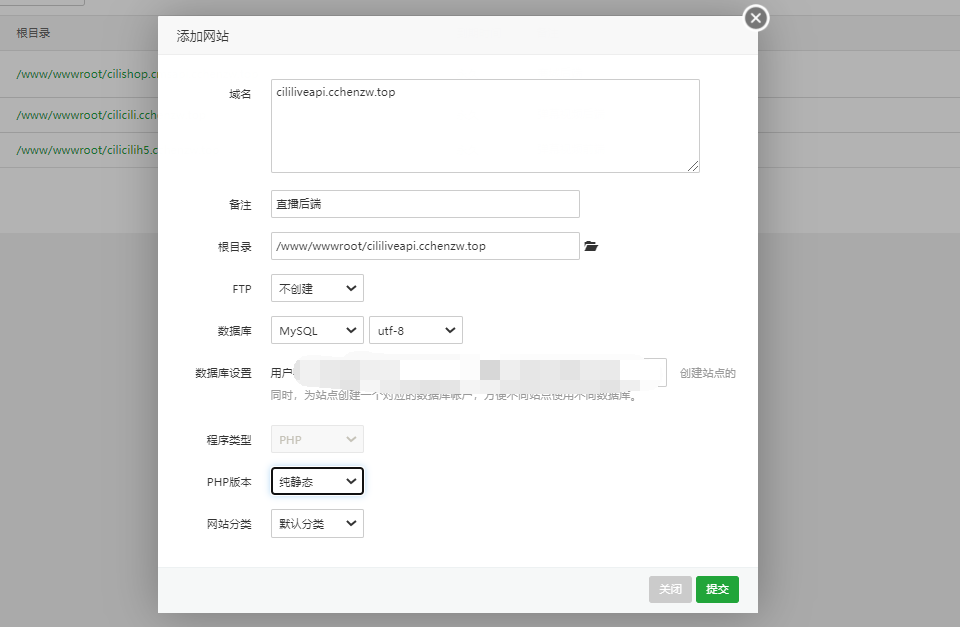 添加网站
根目录
/www/wwwroot/cilishop.c
/www/wwwroot/cilicili.cch
/www/wwwroot/cilicilih5.c
域名
cililiveapi.cchenzw.top
备注
直播后端
根目录
/www/wwwroot/cililiveapi.cchenzw.top
FTP
不创建
数据库
MySQL
utf-8
数据库设置
用户
创建站点的
同时，为站点创建一个对应的数据库帐户，方便不同站点使用不同数据库。
程序类型
PHP
PHP版本
纯静态
网站分类
默认分类
关闭
提交